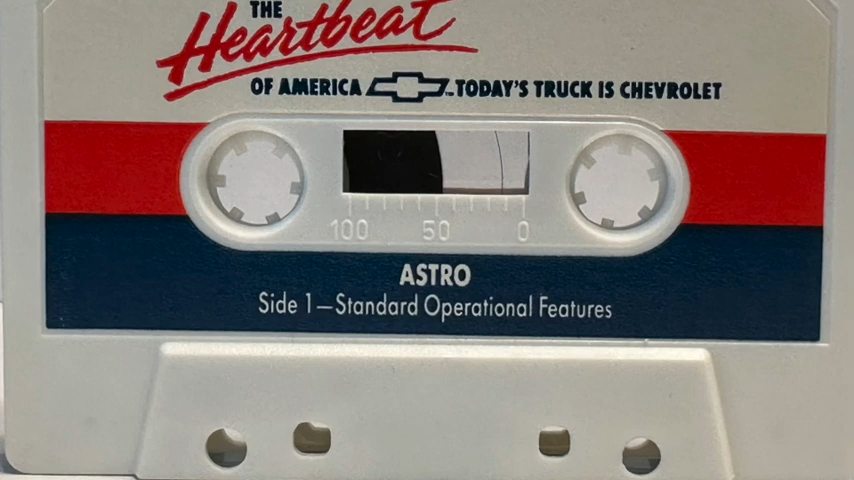 THE
Heartbeat
OF AMERICA TODAY'S TRUCK IS CHEVROLET
100 50 0
ASTRO
Side 1—Standard Operational Features